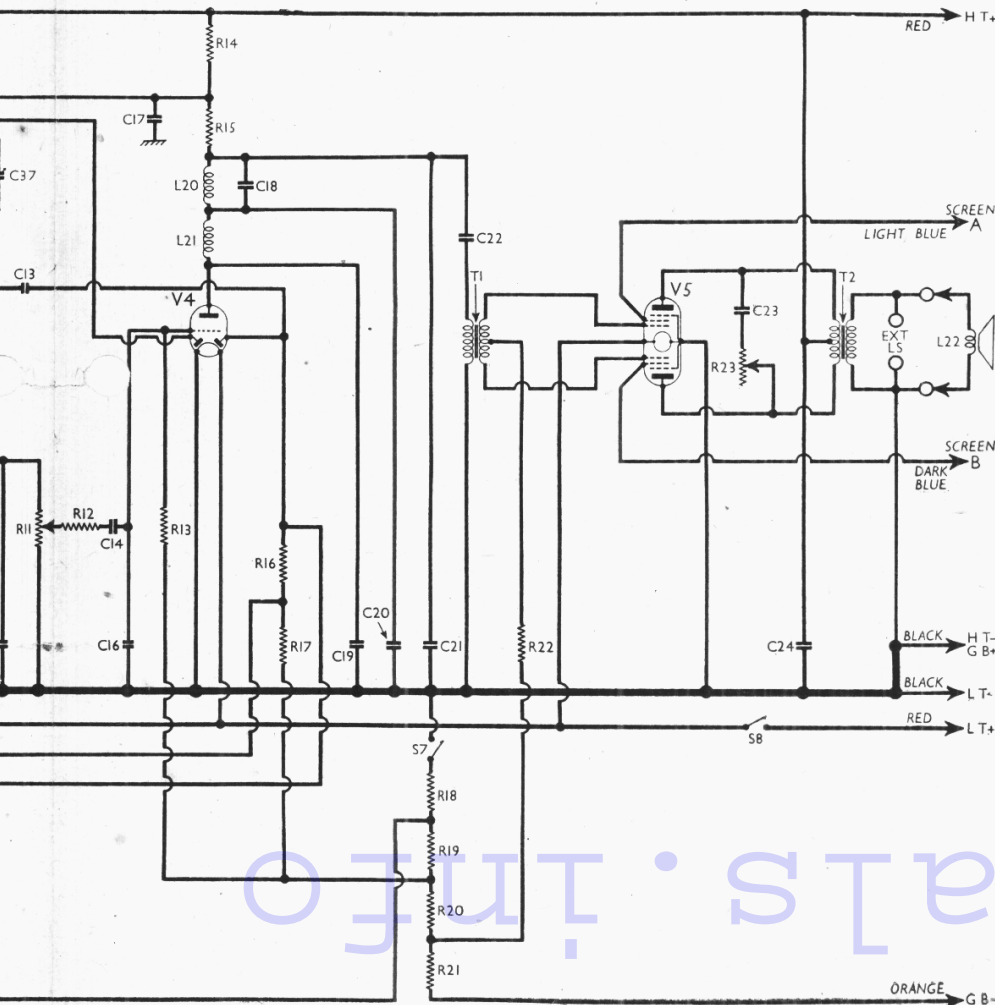 H T+
RED
R14
C17
R15
C37
L20
C18
L21
SCREEN
A
LIGHT BLUE
C22
C13
V4
T1
V5
T2
C23
EXT
LS
L22
R23
SCREEN
B
DARK
BLUE
R12
R11
C14
R13
R16
C20
C16
R17
C19
C21
R22
C24
BLACK
H T-
G B+
BLACK
L T-
RED
L T+
S7
S8
R18
R19
R20
R21
als.info
ORANGE
G B-